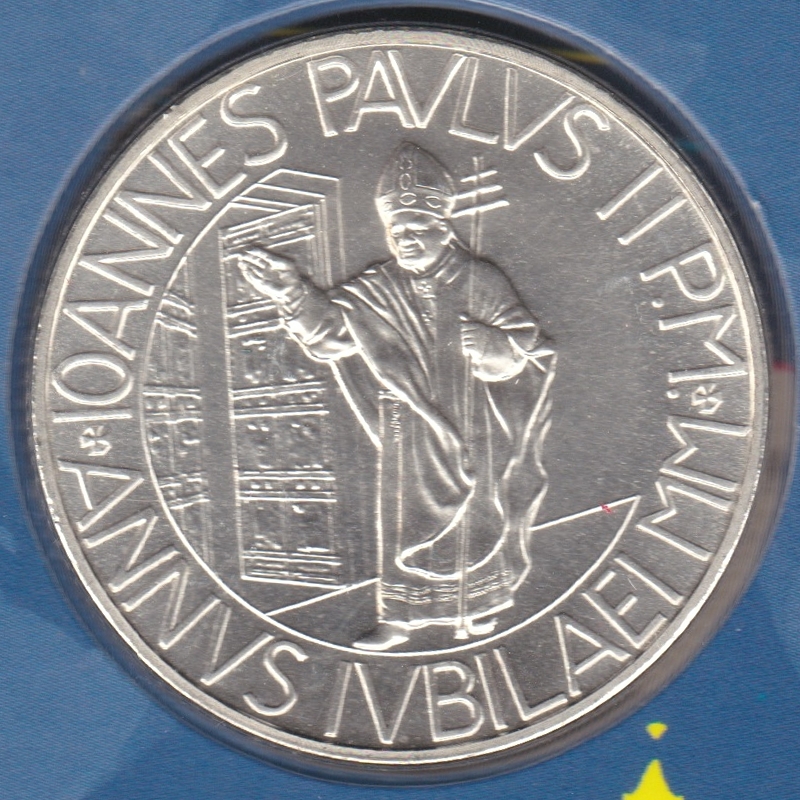 IOANNES PAVLVS II P.M.
ANNVS IVBILAEI MM